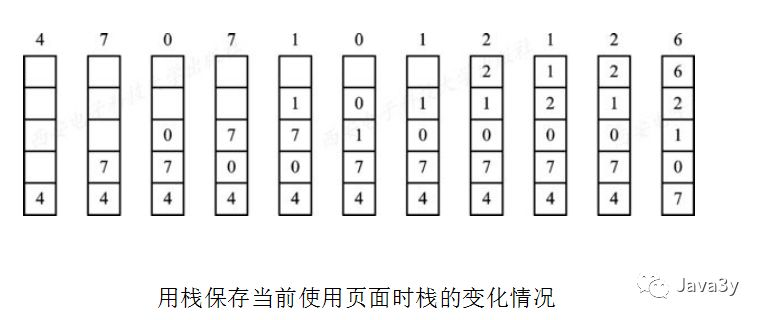 4 7 0 7 1 0 1 2 1 2 6
2 1 2 6
1 0 1 1 2 1 2
0 7 7 1 0 0 0 0 1
7 7 0 0 7 7 7 7 7 0
4 4 4 4 4 4 4 4 4 4 7
用栈保存当前使用页面时栈的变化情况
Java3y